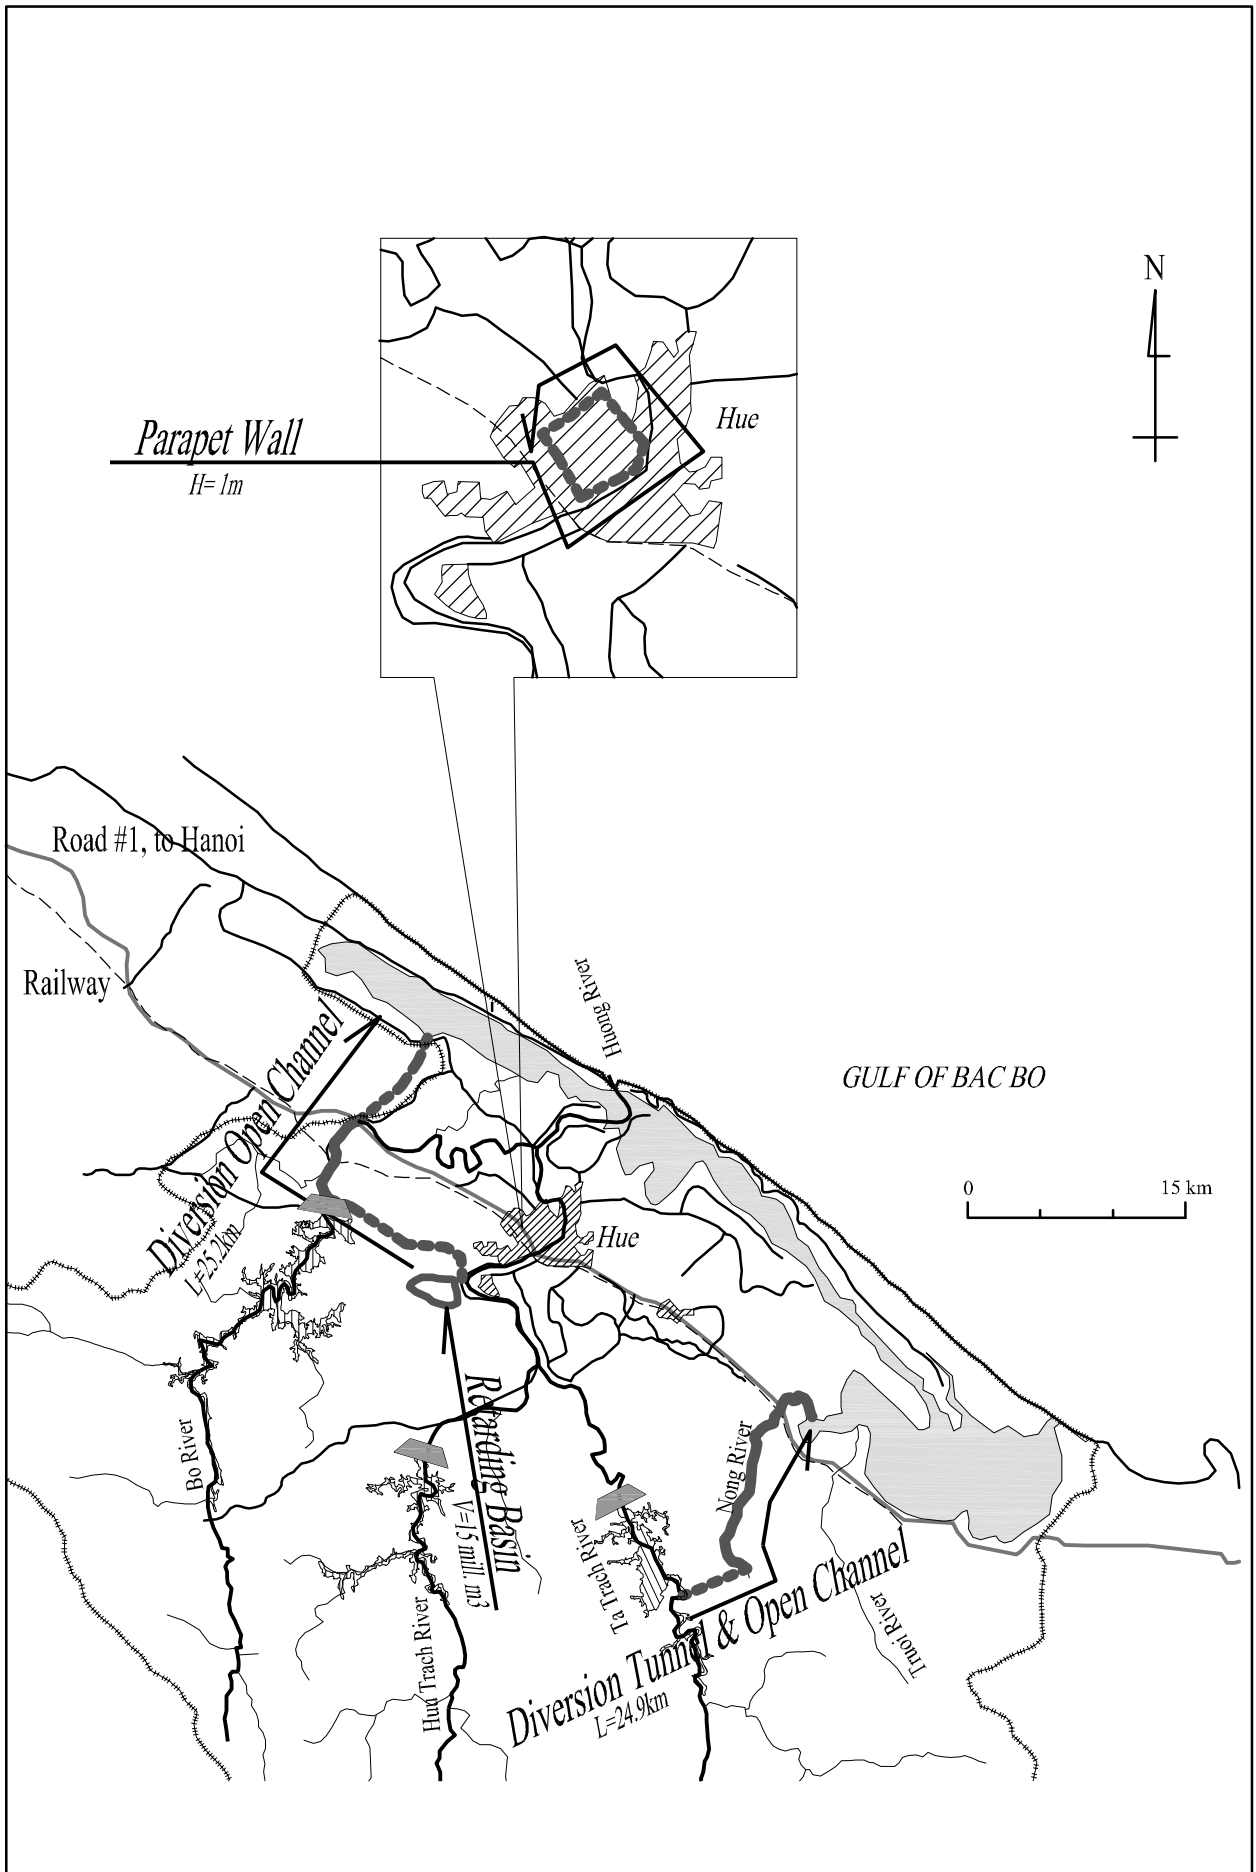 N
Parapet Wall
H= 1m
Hue
Road #1, to Hanoi
Railway
Huong River
GULF OF BAC BO
Diversion Open Channel
L=25.2km
0
15 km
Hue
Retarding Basin
V=15 mill. m3
Bo River
Nong River
Huu Trach River
Ta Trach River
Truoi River
Diversion Tunnel & Open Channel
L=24.9km